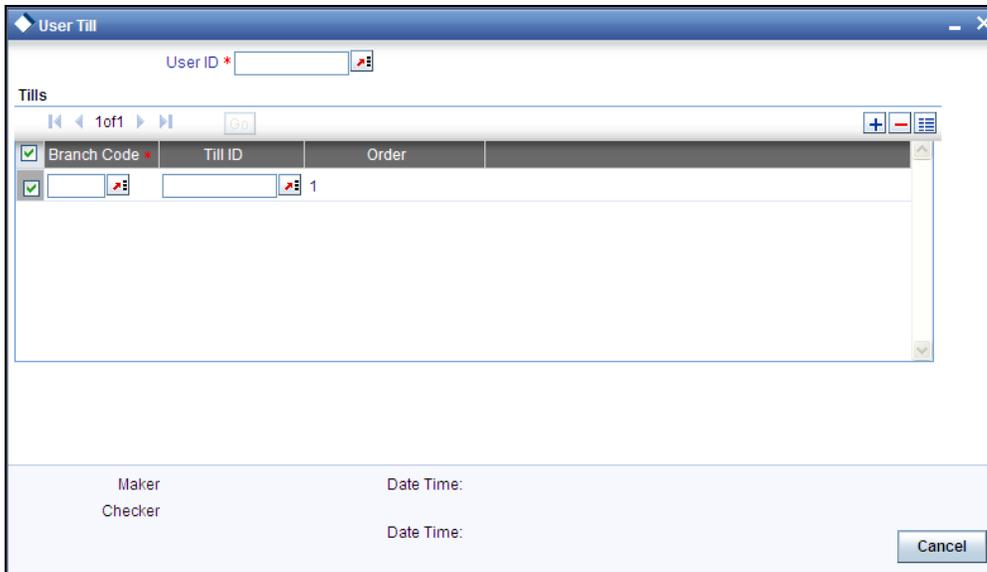 User Till
User ID *
Tills
1of1 Go
Branch Code * Till ID Order
1
Maker Date Time:
Checker
Date Time:
Cancel